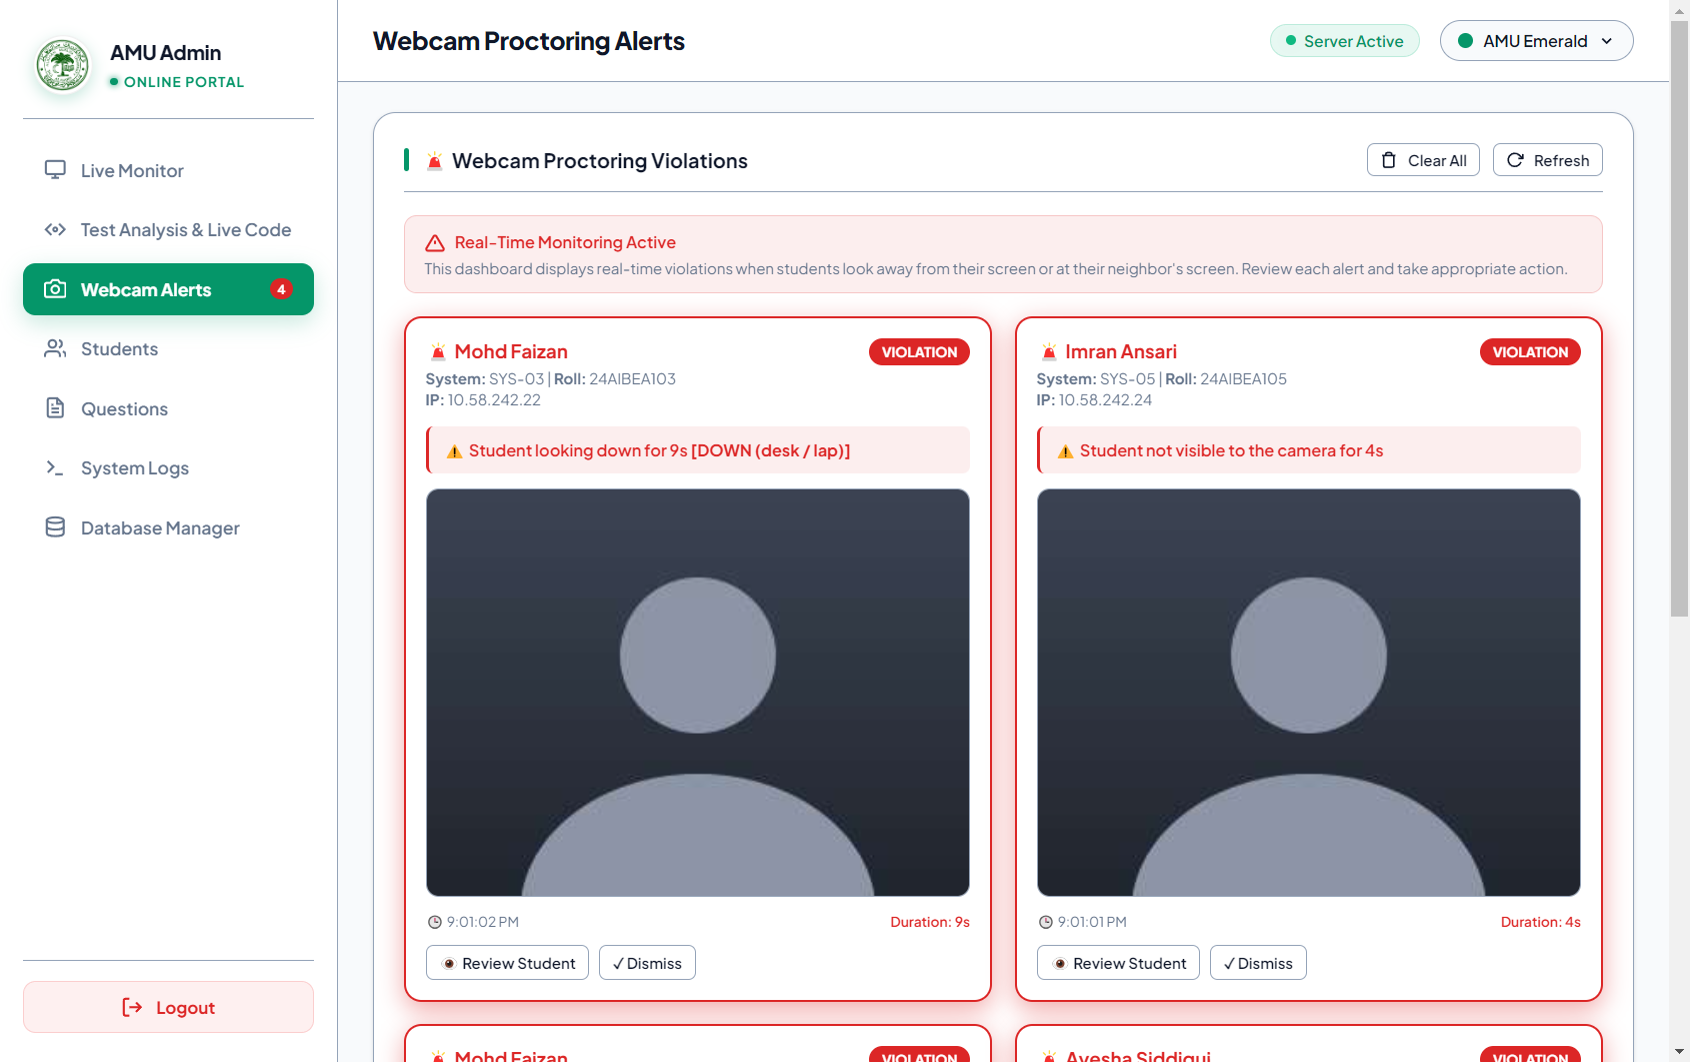 AMU Admin
ONLINE PORTAL
Live Monitor
Test Analysis & Live Code
Webcam Alerts
4
Students
Questions
System Logs
Database Manager
Logout
Webcam Proctoring Alerts
Server Active
AMU Emerald
Webcam Proctoring Violations
Clear All
Refresh
Real-Time Monitoring Active
This dashboard displays real-time violations when students look away from their screen or at their neighbor's screen. Review each alert and take appropriate action.
Mohd Faizan
VIOLATION
System: SYS-03 | Roll: 24AIBEA103
IP: 10.58.242.22
Student looking down for 9s [DOWN (desk / lap)]
9:01:02 PM
Duration: 9s
Review Student
✓ Dismiss
Imran Ansari
VIOLATION
System: SYS-05 | Roll: 24AIBEA105
IP: 10.58.242.24
Student not visible to the camera for 4s
9:01:01 PM
Duration: 4s
Review Student
✓ Dismiss
Mohd Faizan
VIOLATION
Ayesha Siddiqui
VIOLATION